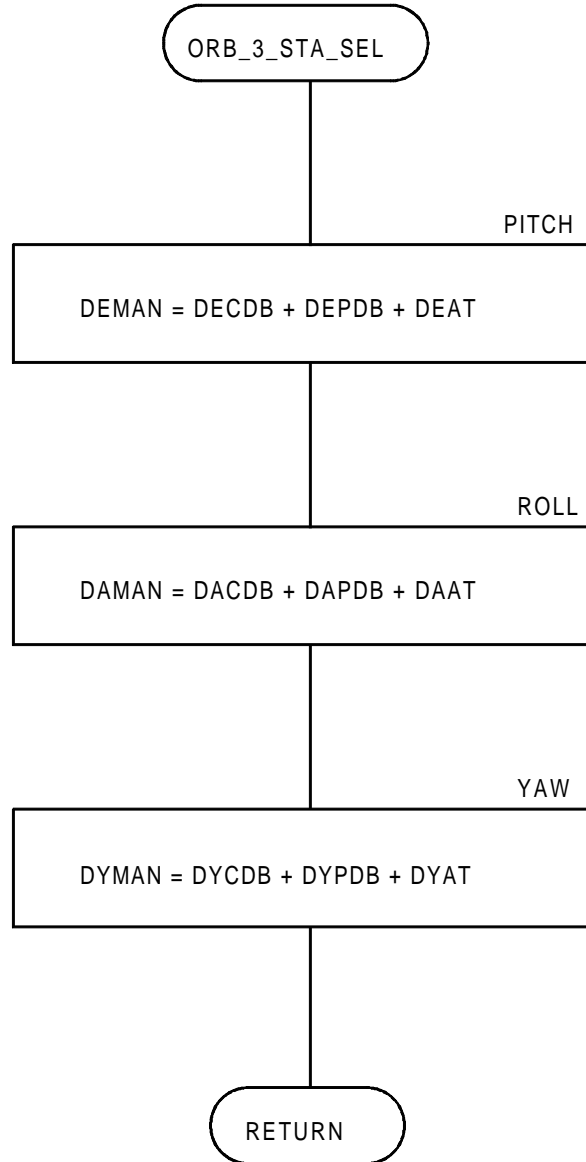 ORB_3_STA_SEL
PITCH
DEMAN = DECDB + DEPDB + DEAT
ROLL
DAMAN = DACDB + DAPDB + DAAT
YAW
DYMAN = DYCDB + DYPDB + DYAT
RETURN